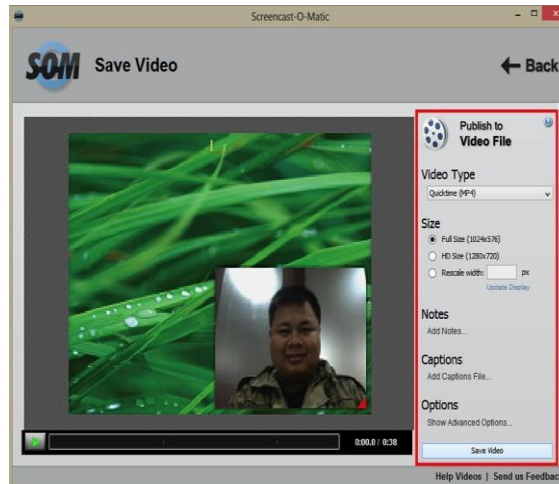 Screencast-O-Matic
SOM
Save Video
Back
Publish to
Video File
Video Type
Quicktime (MP4)
Size
Full Size (1024x576)
HD Size (1280x720)
Rescale width: px
Update Display
Notes
Add Notes...
Captions
Add Captions File...
Options
Show Advanced Options...
0:00.0 / 0:38
Save Video
Help Videos | Send us Feedbac